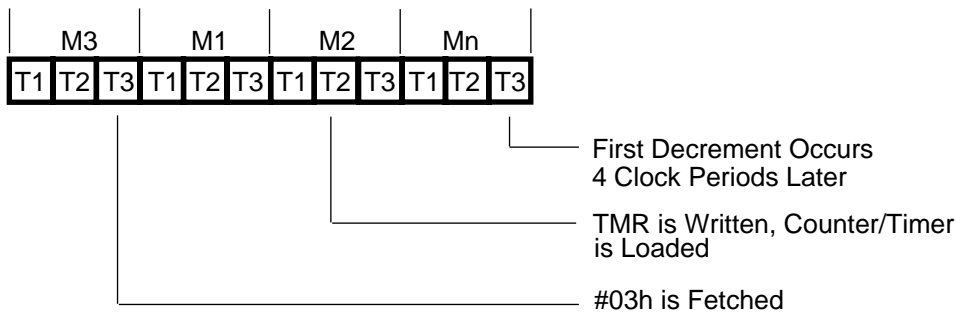 M3 M1 M2 Mn
T1 T2 T3 T1 T2 T3 T1 T2 T3 T1 T2 T3
First Decrement Occurs
4 Clock Periods Later
TMR is Written, Counter/Timer
is Loaded
#03h is Fetched